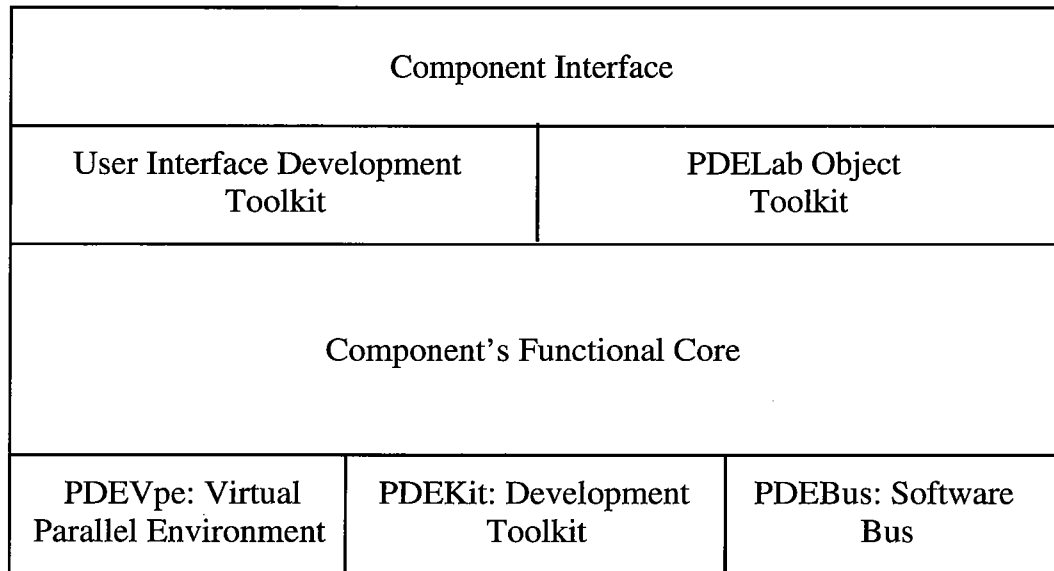 Component Interface
User Interface Development
Toolkit
PDELab Object
Toolkit
Component's Functional Core
PDEVpe: Virtual
Parallel Environment
PDEKit: Development
Toolkit
PDEBus: Software
Bus